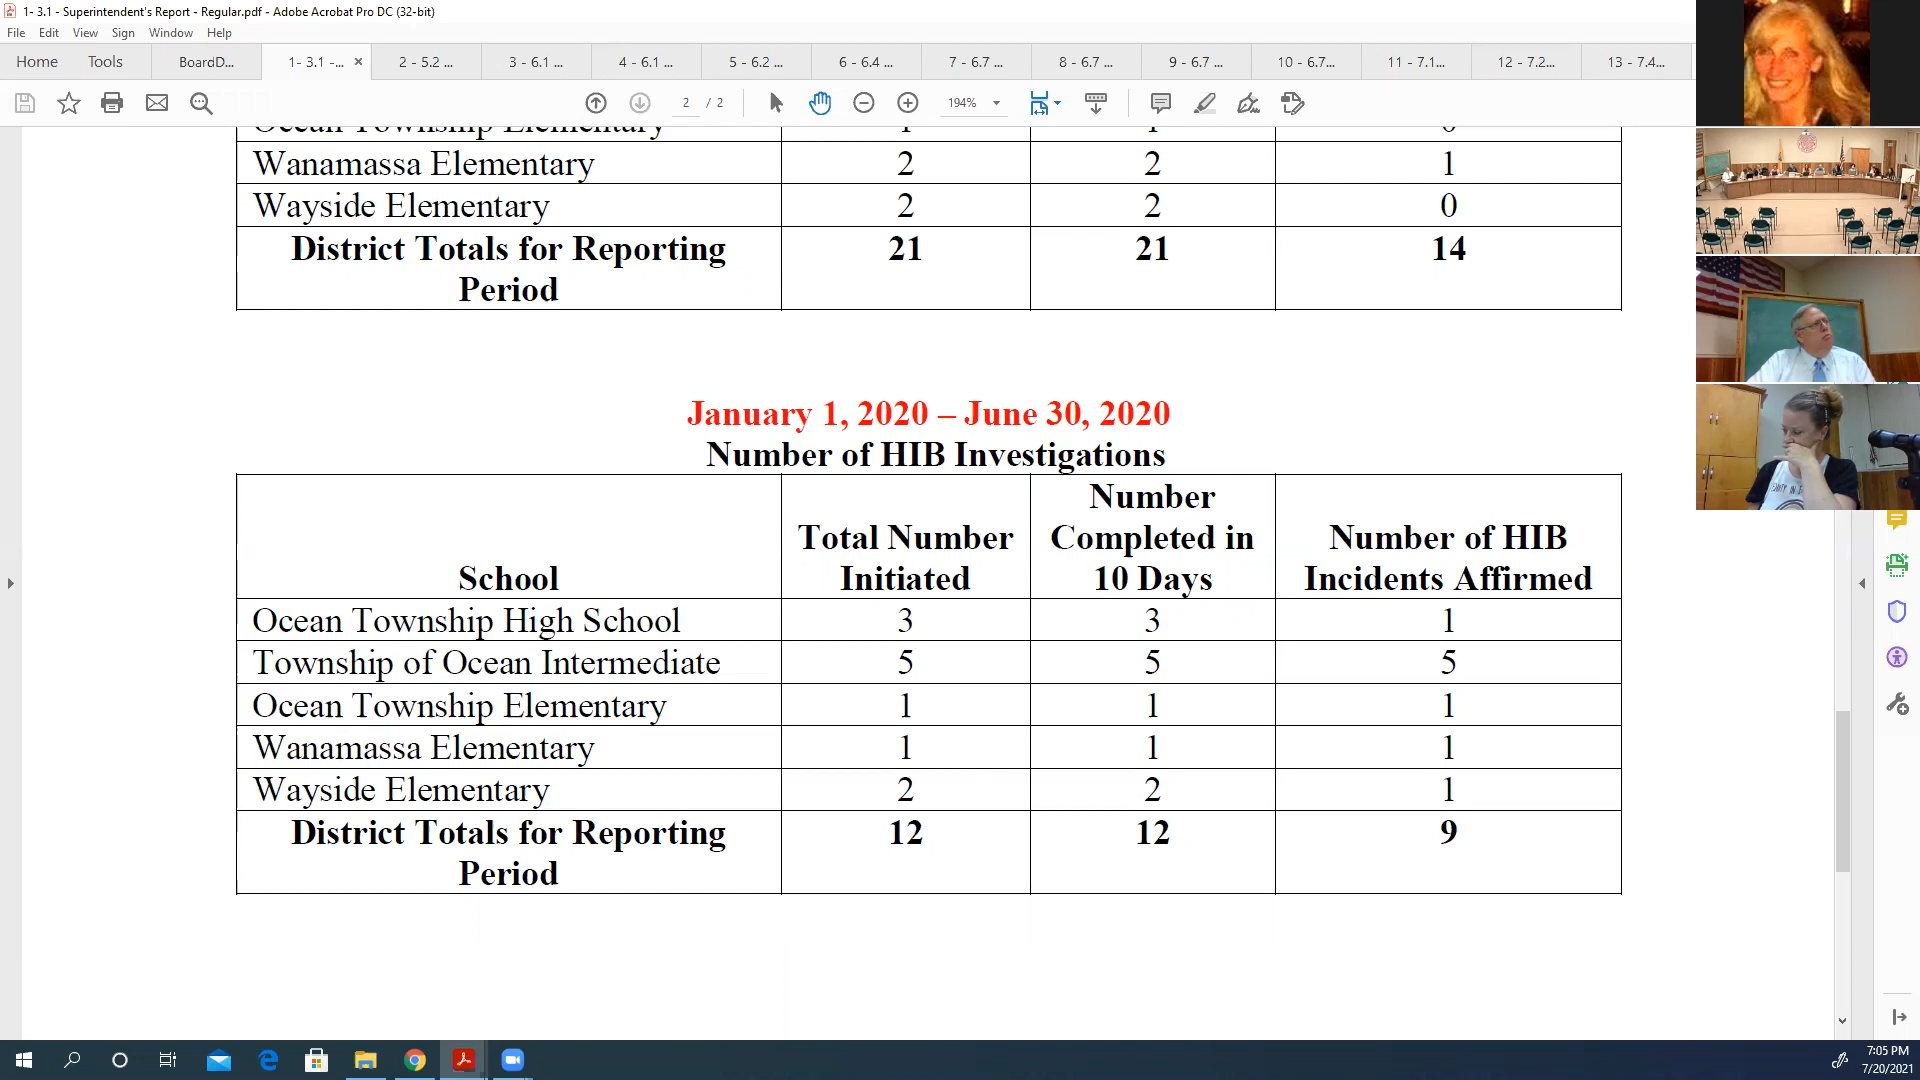 1- 3.1 - Superintendent's Report - Regular.pdf - Adobe Acrobat Pro DC (32-bit)
File Edit View Sign Window Help
Home Tools BoardD... 1- 3.1 -... × 2 - 5.2 ... 3 - 6.1 ... 4 - 6.1 ... 5 - 6.2 ... 6 - 6.4 ... 7 - 6.7 ... 8 - 6.7 ... 9 - 6.7 ... 10 - 6.7... 11 - 7.1... 12 - 7.2... 13 - 7.4...
2 / 2 194%
Ocean Township Elementary 1 1 0
Wanamassa Elementary 2 2 1
Wayside Elementary 2 2 0
District Totals for Reporting Period 21 21 14
January 1, 2020 – June 30, 2020
Number of HIB Investigations
School Total Number Initiated Number Completed in 10 Days Number of HIB Incidents Affirmed
Ocean Township High School 3 3 1
Township of Ocean Intermediate 5 5 5
Ocean Township Elementary 1 1 1
Wanamassa Elementary 1 1 1
Wayside Elementary 2 2 1
District Totals for Reporting Period 12 12 9
7:05 PM
7/20/2021